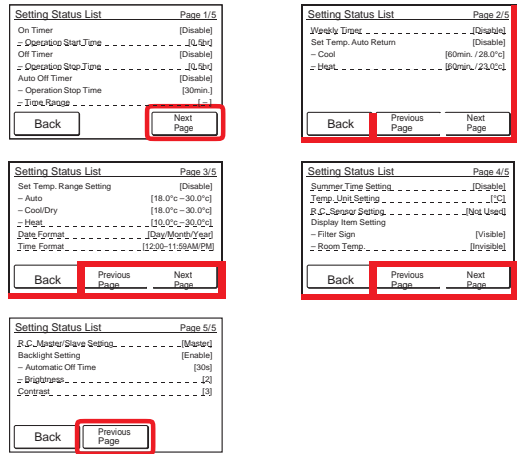 Setting Status List Page 1/5
On Timer [Disable]
– Operation Start Time [0.5hr]
Off Timer [Disable]
– Operation Stop Time [0.5hr]
Auto Off Timer [Disable]
– Operation Stop Time [30min.]
– Time Range [ – ]
Back
Next
Page
Setting Status List Page 2/5
Weekly Timer [Disable]
Set Temp. Auto Return [Disable]
– Cool [60min. / 28.0°c]
– Heat [60min. / 23.0°c]
Back
Previous
Page
Next
Page
Setting Status List Page 3/5
Set Temp. Range Setting [Disable]
– Auto [18.0°c – 30.0°c]
– Cool/Dry [18.0°c – 30.0°c]
– Heat [10.0°c – 30.0°c]
Date Format [Day/Month/Year]
Time Format [12:00–11:59AM/PM]
Back
Previous
Page
Next
Page
Setting Status List Page 4/5
Summer Time Setting [Disable]
Temp. Unit Setting [°C]
R.C. Sensor Setting [Not Used]
Display Item Setting
– Filter Sign [Visible]
– Room Temp. [Invisible]
Back
Previous
Page
Next
Page
Setting Status List Page 5/5
R.C. Master/Slave Setting [Master]
Backlight Setting [Enable]
– Automatic Off Time [30s]
– Brightness [2]
Contrast [3]
Back
Previous
Page